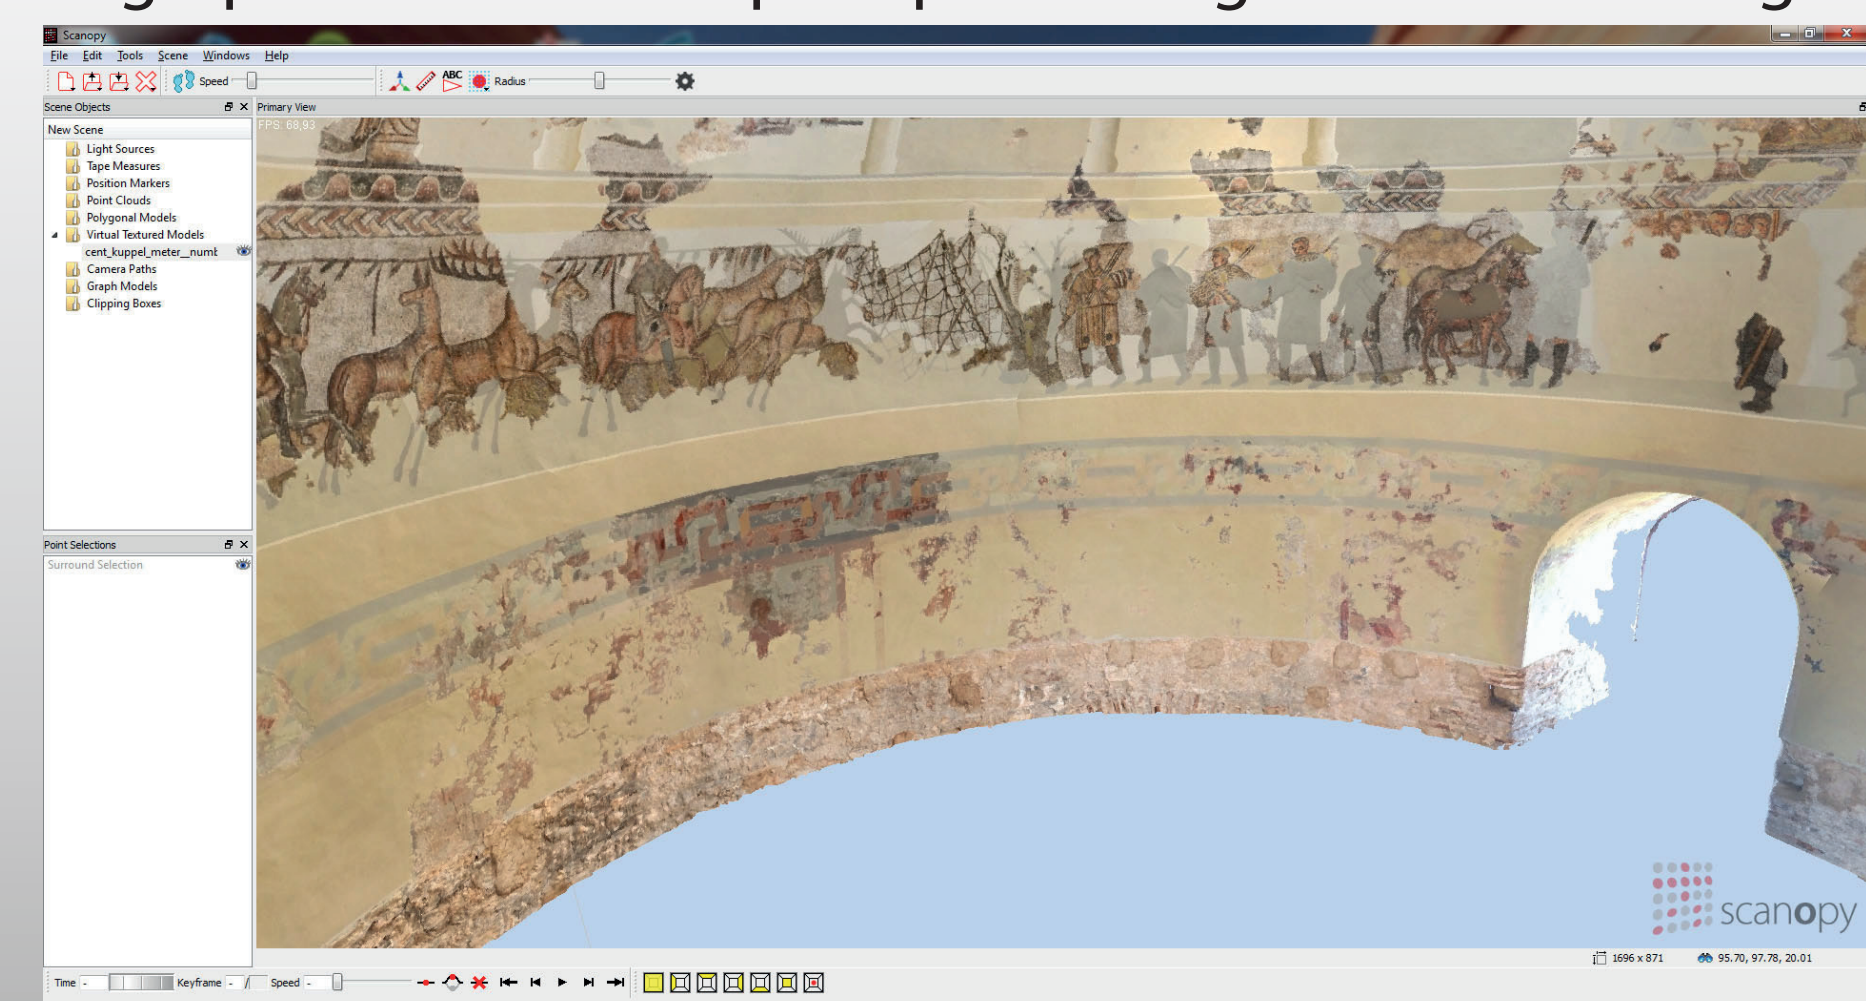 Scanopy
File Edit Tools Scene Windows Help
Speed ABC Radius
Scene Objects
Primary View
New Scene
FPS: 68,93
Light Sources
Tape Measures
Position Markers
Point Clouds
Polygonal Models
Virtual Textured Models
cent_kuppel_meter__numt
Camera Paths
Graph Models
Clipping Boxes
Point Selections
Surround Selection
scanopy
1696 x 871 95.70, 97.78, 20.01
Time - Keyframe - / Speed -